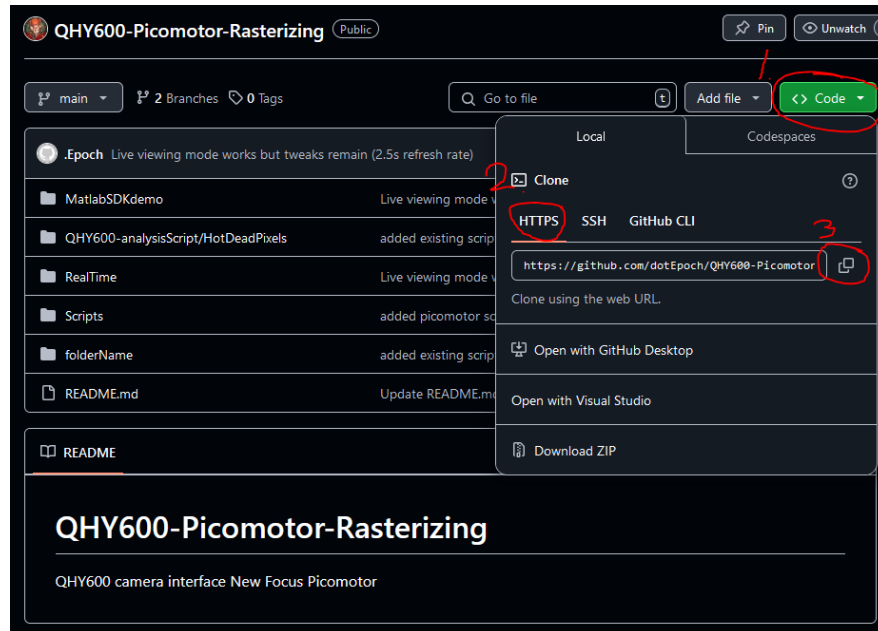 QHY600-Picomotor-Rasterizing Public
Pin
Unwatch
1
main
2 Branches
0 Tags
Go to file
t
Add file
<> Code
.Epoch Live viewing mode works but tweaks remain (2.5s refresh rate)
Local
Codespaces
2
Clone
MatlabSDKdemo
Live viewing mode
HTTPS
SSH
GitHub CLI
3
QHY600-analysisScript/HotDeadPixels
added existing scrip
https://github.com/dotEpoch/QHY600-Picomotor
RealTime
Live viewing mode
Clone using the web URL.
Scripts
added picomotor sc
Open with GitHub Desktop
folderName
added existing scrip
README.md
Update README.m
Open with Visual Studio
Download ZIP
README
QHY600-Picomotor-Rasterizing
QHY600 camera interface New Focus Picomotor